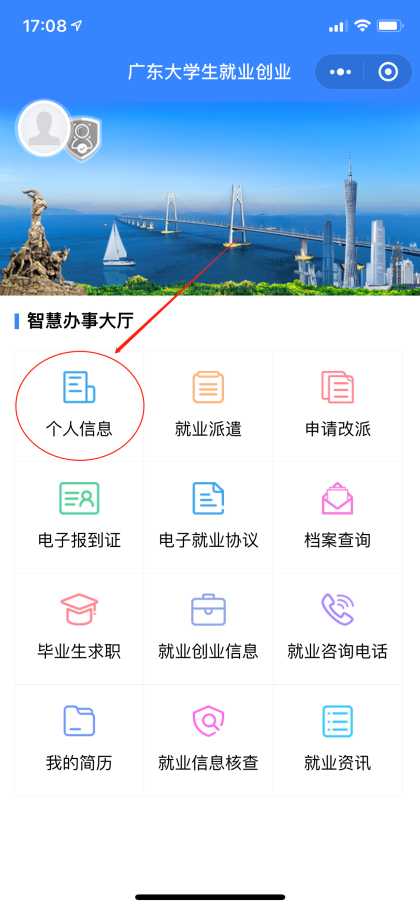 17:08
广东大学生就业创业
智慧办事大厅
个人信息
就业派遣
申请改派
电子报到证
电子就业协议
档案查询
毕业生求职
就业创业信息
就业咨询电话
我的简历
就业信息核查
就业资讯